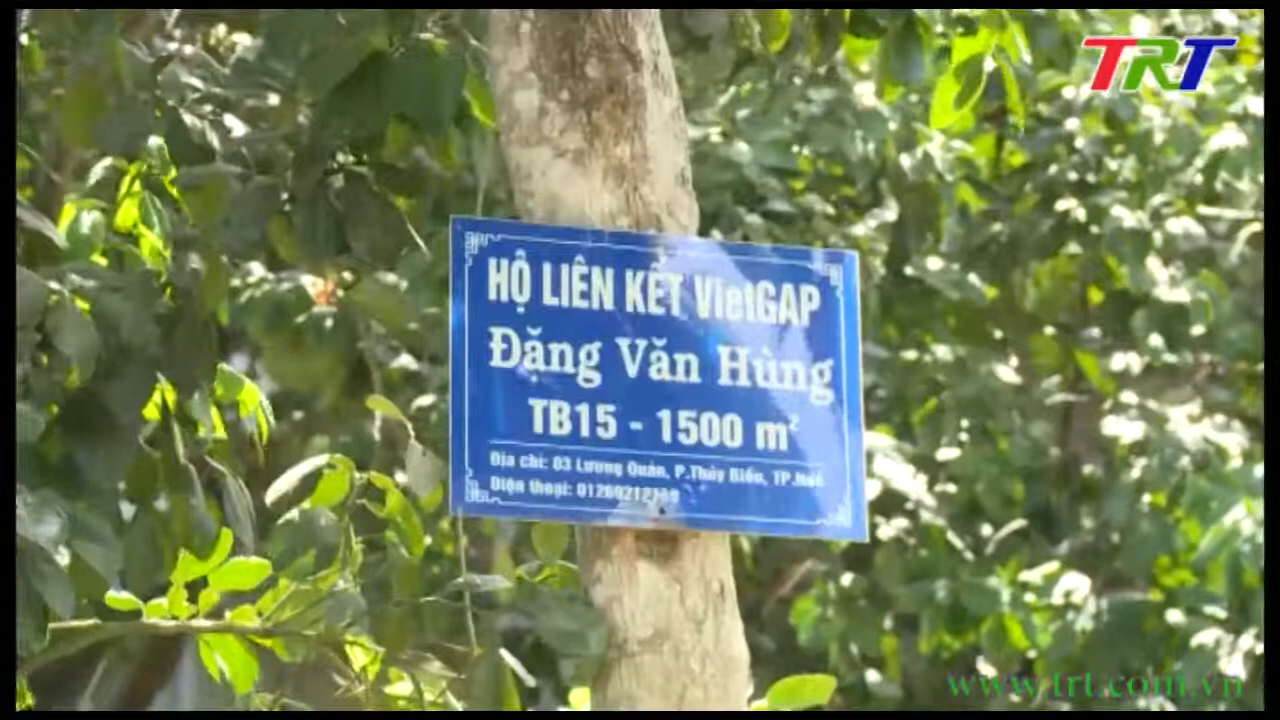 TRT
HỘ LIÊN KẾT VietGAP
Đặng Văn Hùng
TB15 - 1500 m²
Địa chỉ: 03 Lương Quán, P.Thủy Biều, TP.Huế
Điện thoại:
www.trt.com.vn